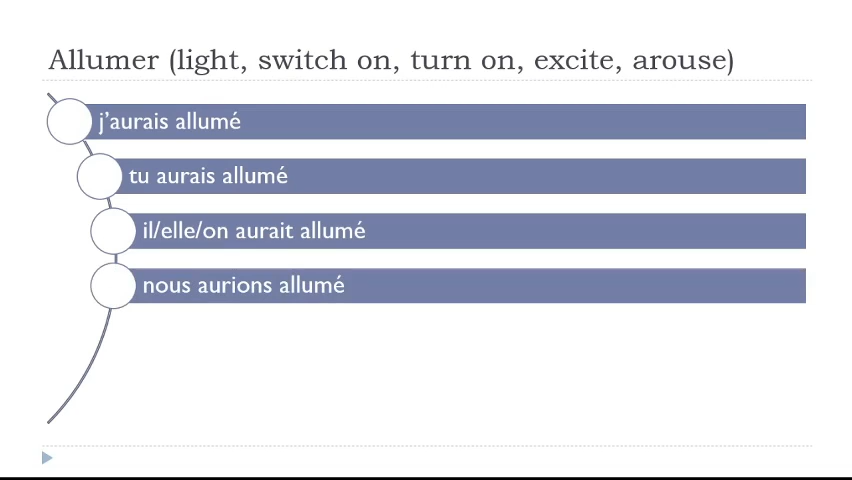 Allumer (light, switch on, turn on, excite, arouse)
j’aurais allumé
tu aurais allumé
il/elle/on aurait allumé
nous aurions allumé